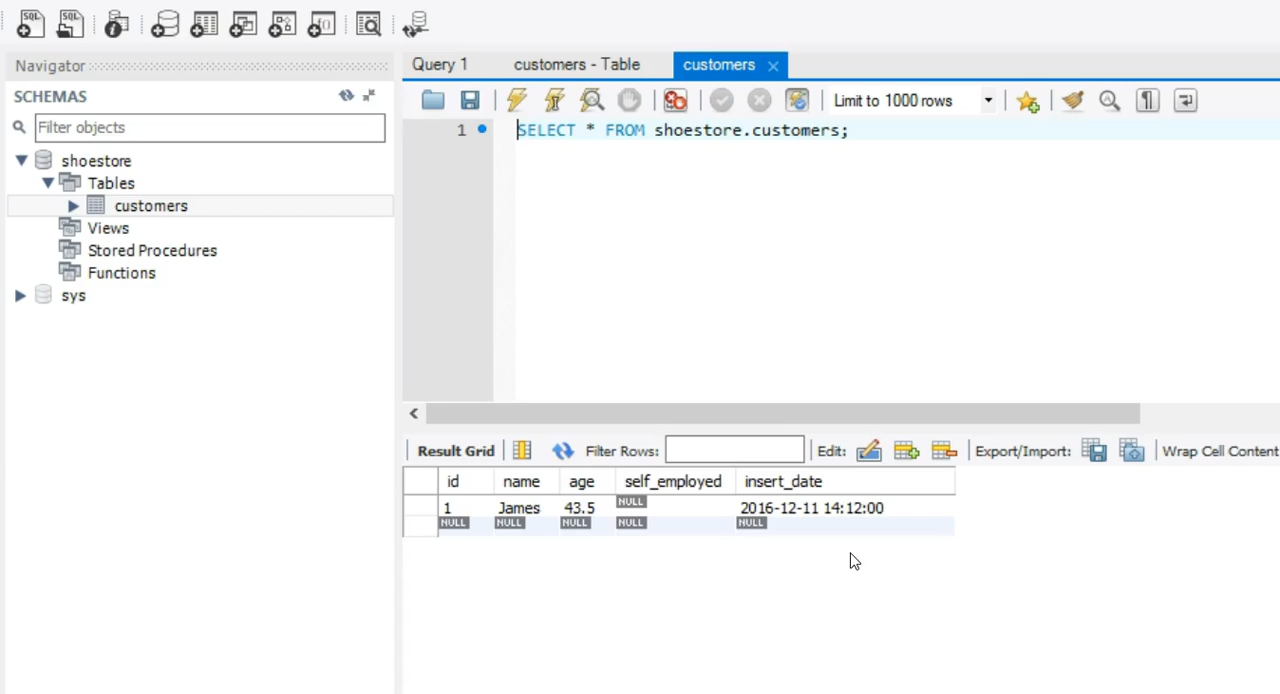 SQL SQL
Navigator
Query 1 customers - Table customers
SCHEMAS
Limit to 1000 rows
Filter objects
1 SELECT * FROM shoestore.customers;
shoestore
Tables
customers
Views
Stored Procedures
Functions
sys
Result Grid Filter Rows: Edit: Export/Import: Wrap Cell Content
id name age self_employed insert_date
1 James 43.5 NULL 2016-12-11 14:12:00
NULL NULL NULL NULL NULL